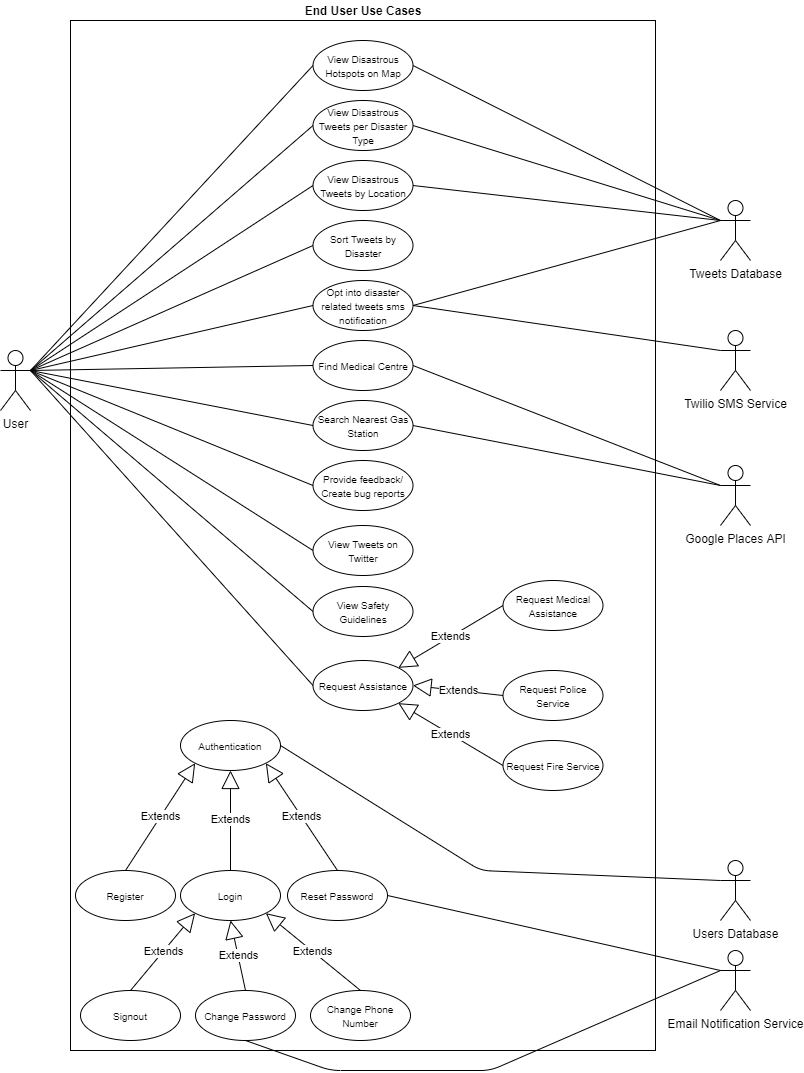 End User Use Cases
View Disastrous
Hotspots on Map
View Disastrous
Tweets per Disaster
Type
View Disastrous
Tweets by Location
Sort Tweets by
Disaster
Opt into disaster
related tweets sms
notification
Find Medical Centre
Search Nearest Gas
Station
Provide feedback/
Create bug reports
View Tweets on
Twitter
View Safety
Guidelines
Request Assistance
User
Tweets Database
Twilio SMS Service
Google Places API
Request Medical
Assistance
Extends
Request Police
Service
Extends
Extends
Request Fire Service
Authentication
Extends
Extends
Extends
Register
Login
Reset Password
Users Database
Extends
Extends
Extends
Signout
Change Password
Change Phone
Number
Email Notification Service